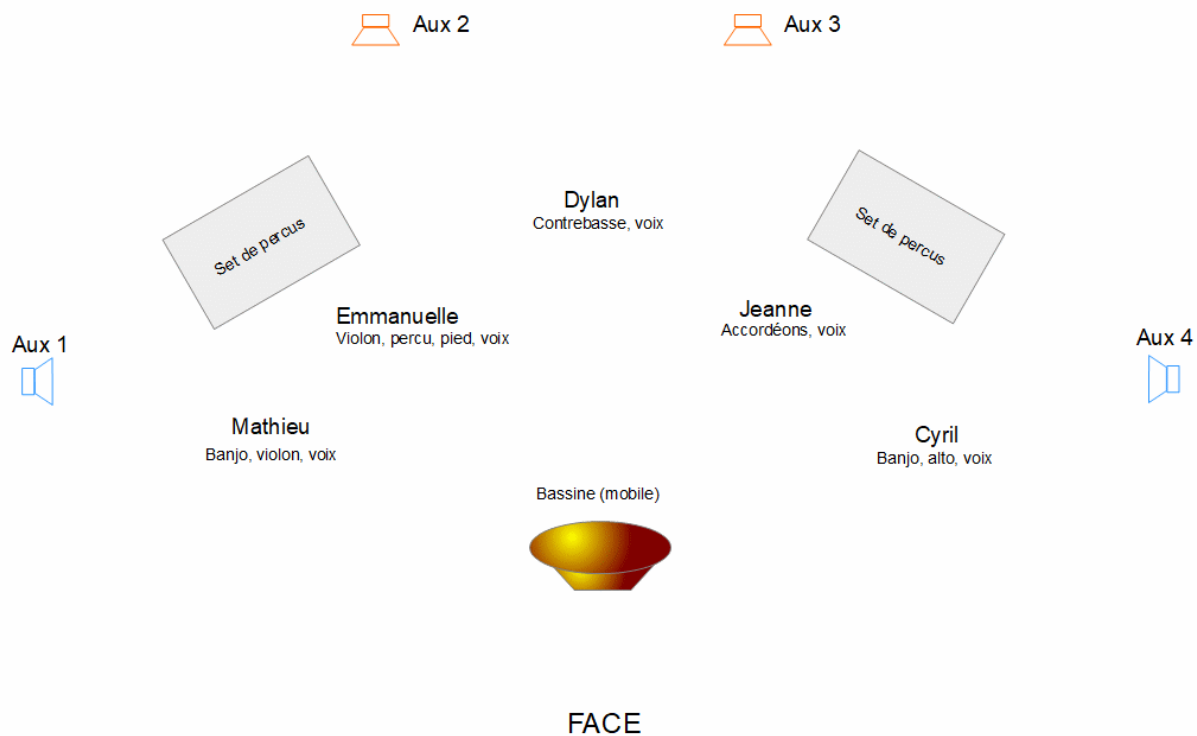 Aux 2
Aux 3
Set de percus
Dylan
Contrebasse, voix
Set de percus
Emmanuelle
Violon, percu, pied, voix
Jeanne
Accordéons, voix
Aux 1
Aux 4
Mathieu
Banjo, violon, voix
Cyril
Banjo, alto, voix
Bassine (mobile)
FACE